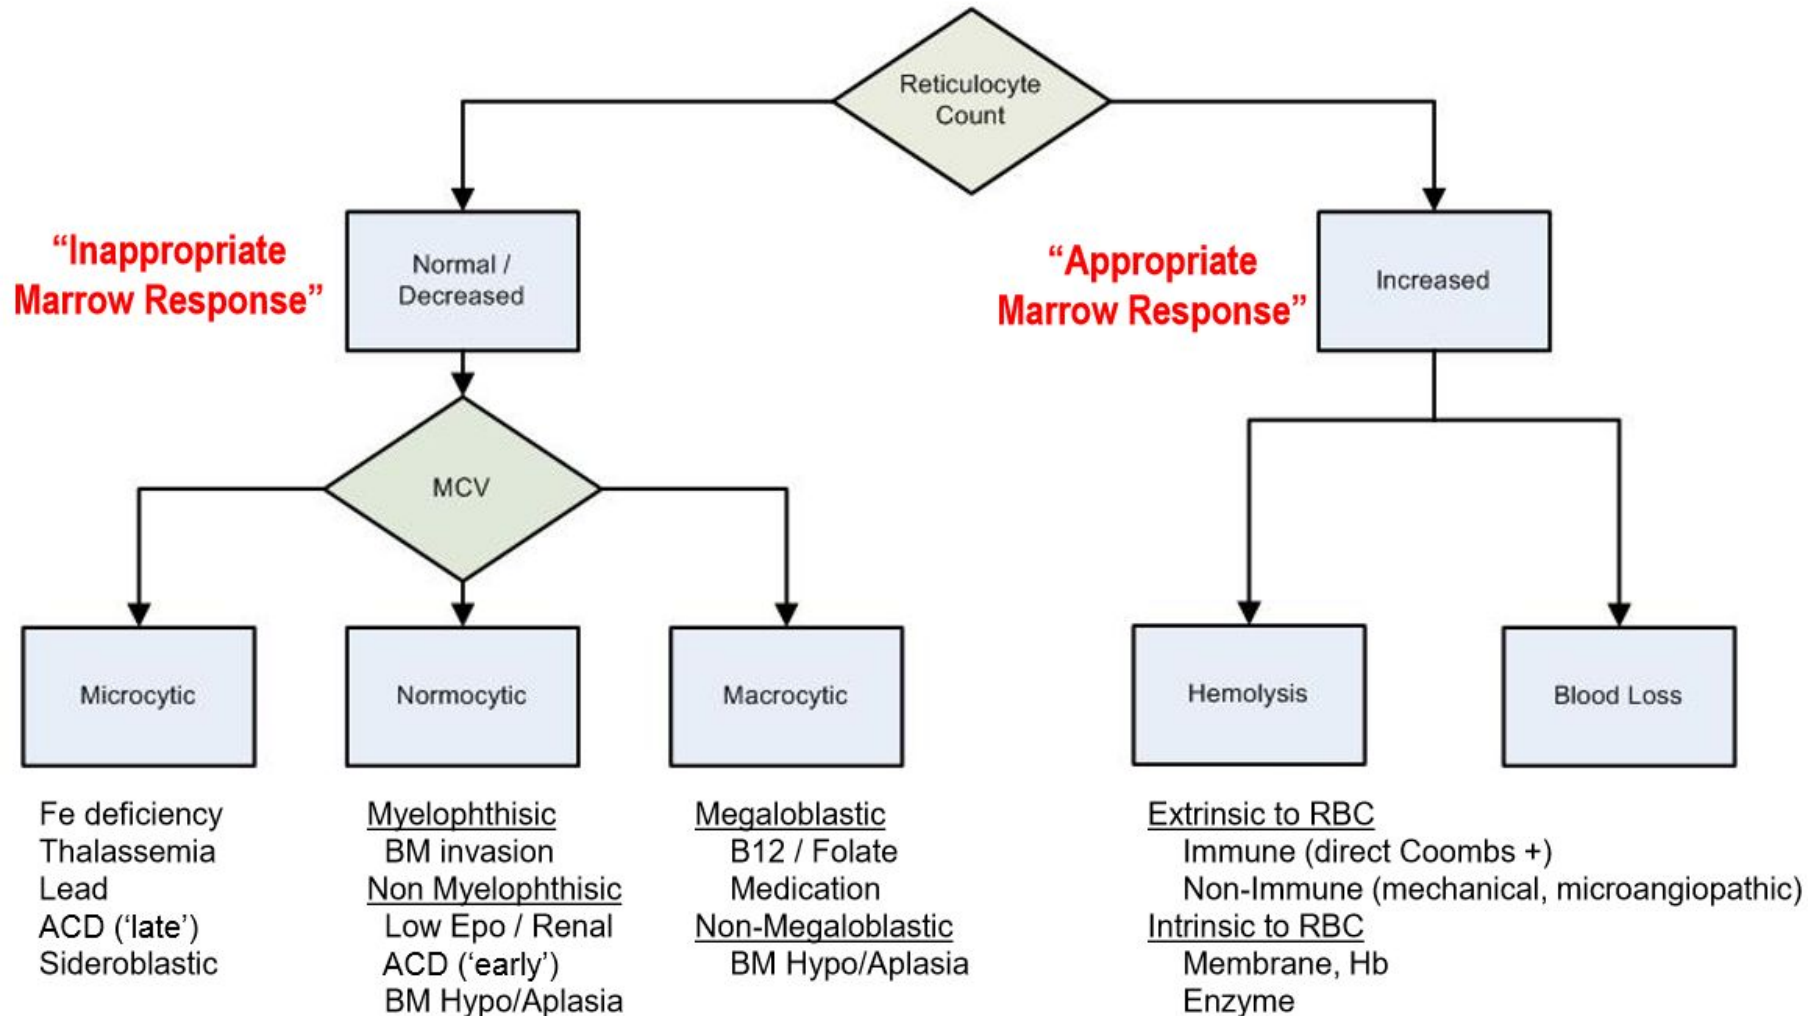 Reticulocyte
Count
“Inappropriate
Marrow Response”
Normal /
Decreased
“Appropriate
Marrow Response”
Increased
MCV
Microcytic
Normocytic
Macrocytic
Hemolysis
Blood Loss
Fe deficiency
Thalassemia
Lead
ACD (‘late’)
Sideroblastic
Myelophthisic
BM invasion
Non Myelophthisic
Low Epo / Renal
ACD (‘early’)
BM Hypo/Aplasia
Megaloblastic
B12 / Folate
Medication
Non-Megaloblastic
BM Hypo/Aplasia
Extrinsic to RBC
Immune (direct Coombs +)
Non-Immune (mechanical, microangiopathic)
Intrinsic to RBC
Membrane, Hb
Enzyme